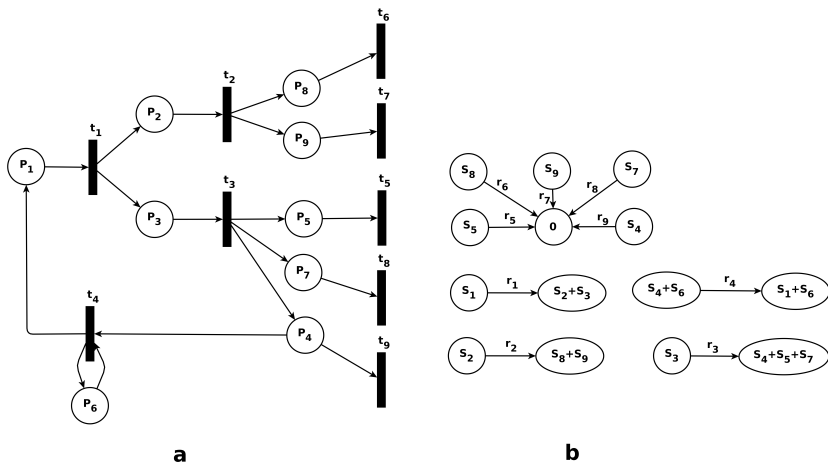 t6
t2
P8
t7
t1
P2
P9
P1
t3
t5
P3
P5
t8
P7
t4
t9
P4
P6
a
S8
S9
S7
r6
r7
r8
S5
r5
0
r9
S4
S1
r1
S2+S3
S4+S6
r4
S1+S6
S2
r2
S8+S9
S3
r3
S4+S5+S7
b